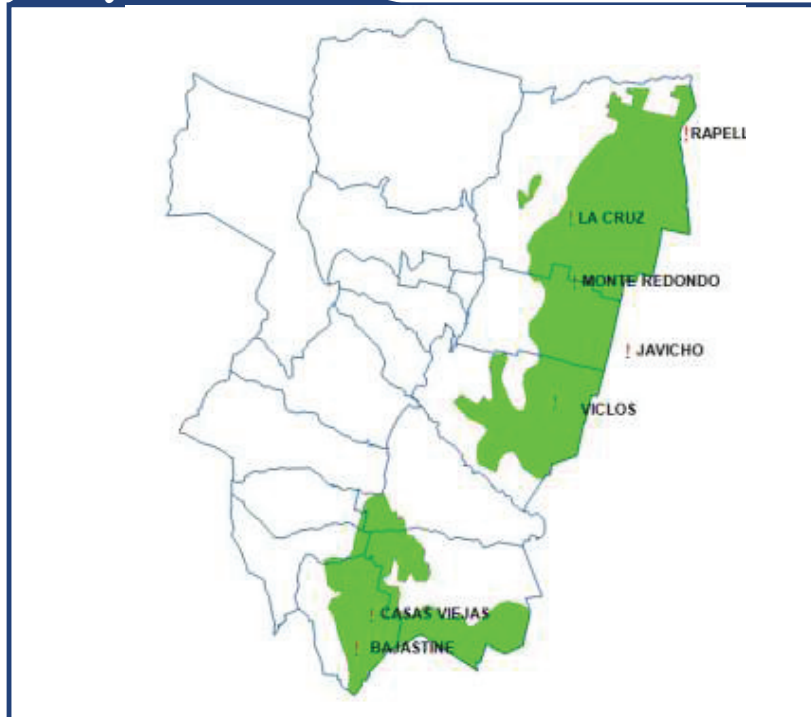 RAPELL
LA CRUZ
MONTE REDONDO
JAVICHO
VICLOS
CASAS VIEJAS
BAJASTINE